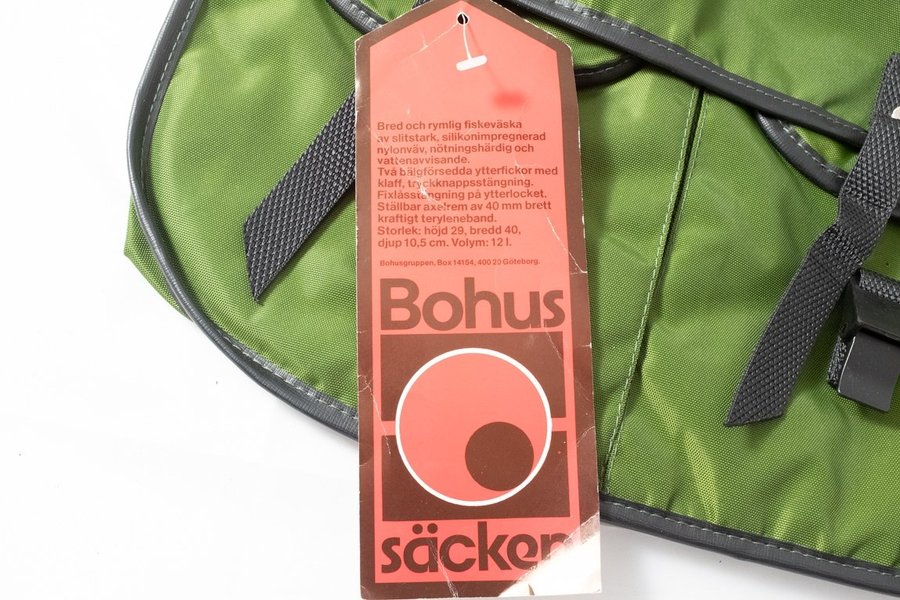 Bred och rymlig fiskeväska
av slitstark, silikonimpregnerad
nylonväv, nötningshärdig och
vattenavvisande.
Två bälgförsedda ytterfickor med
klaff, tryckknappsstängning.
Fixlåsstängning på ytterlocket.
Ställbar axelrem av 40 mm brett
kraftigt teryleneband.
Storlek: höjd 29, bredd 40,
djup 10,5 cm. Volym: 12 l.
Bohusgruppen, Box 14154, 400 20 Göteborg.
Bohus
säcken